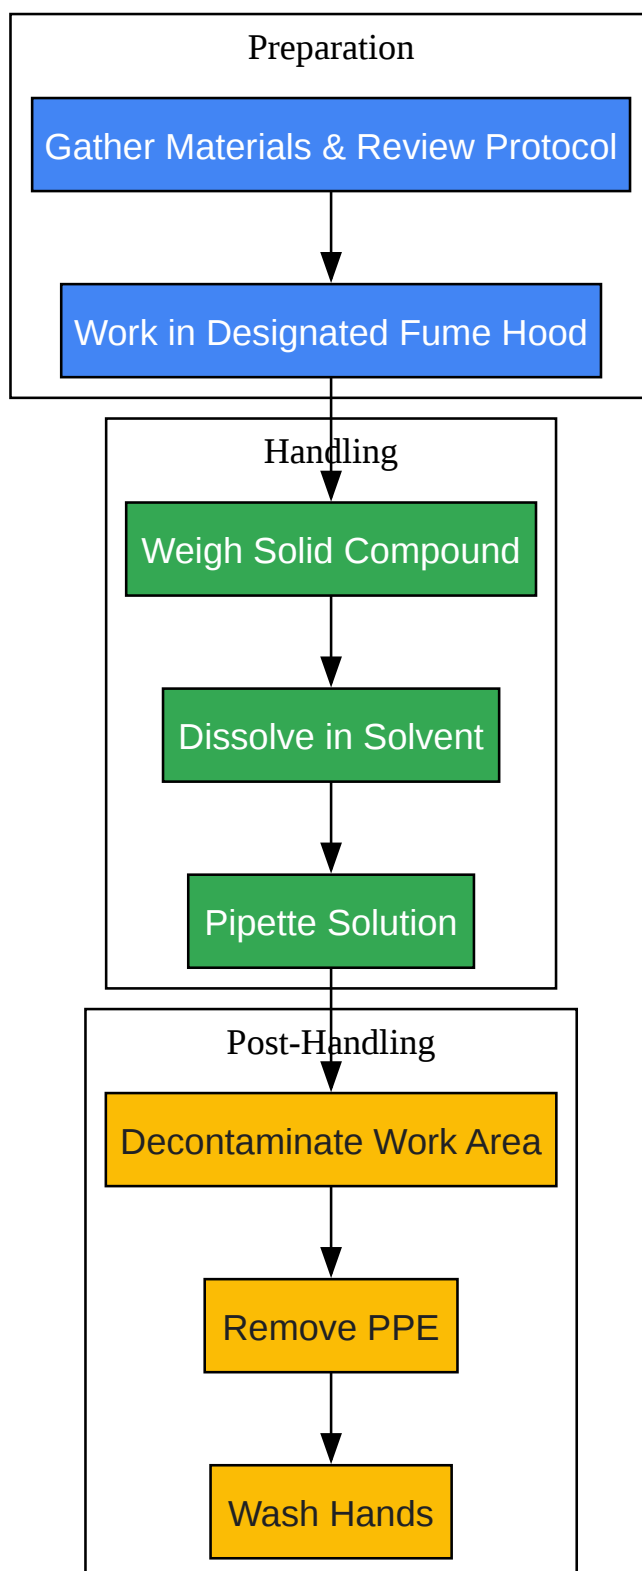 Preparation
Gather Materials & Review Protocol
Work in Designated Fume Hood
Handling
Weigh Solid Compound
Dissolve in Solvent
Pipette Solution
Post-Handling
Decontaminate Work Area
Remove PPE
Wash Hands